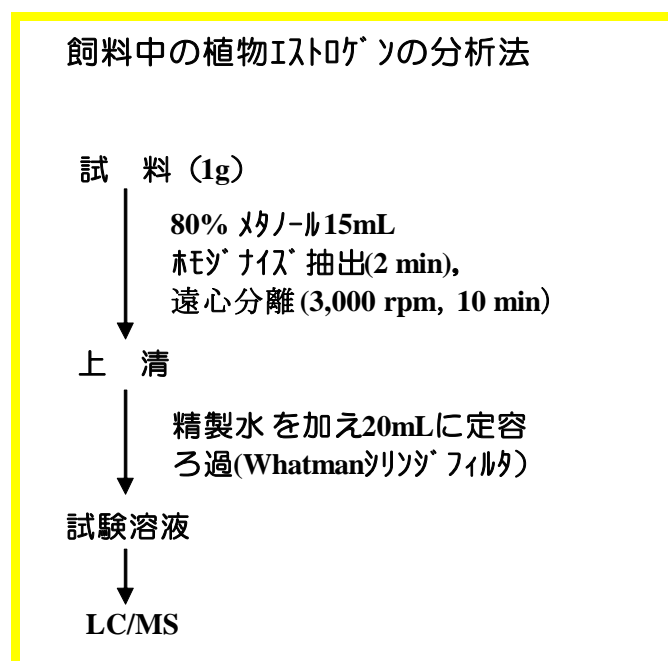 飼料中の植物ｴｽﾄﾛｹﾞﾝの分析法
試　料（1g）
80% ﾒﾀﾉｰﾙ15mL
ﾎﾓｼﾞﾅｲｽﾞ抽出(2 min),
遠心分離(3,000 rpm, 10 min）
上　清
精製水を加え20mLに定容
ろ過(Whatmanｼﾘﾝｼﾞﾌｨﾙﾀ）
試験溶液
LC/MS